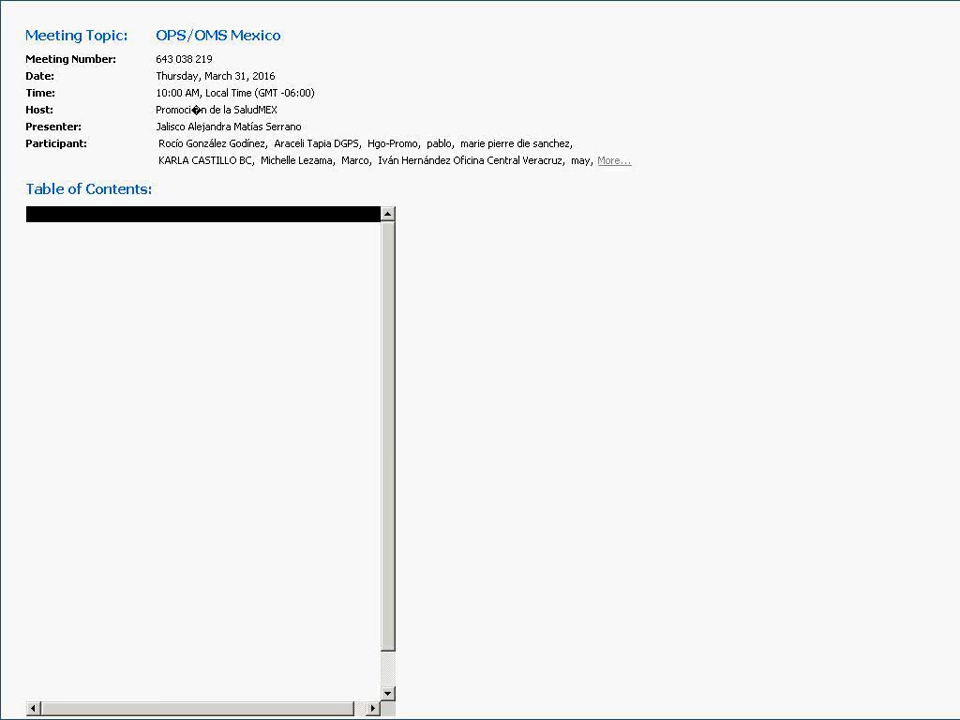 Meeting Topic: OPS/OMS Mexico
Meeting Number: 643 038 219
Date: Thursday, March 31, 2016
Time: 10:00 AM, Local Time (GMT -06:00)
Host: Promoci�n de la SaludMEX
Presenter: Jalisco Alejandra Matías Serrano
Participant: Rocío González Godínez, Araceli Tapia DGPS, Hgo-Promo, pablo, marie pierre die sanchez,
KARLA CASTILLO BC, Michelle Lezama, Marco, Iván Hernández Oficina Central Veracruz, may, More...
Table of Contents: